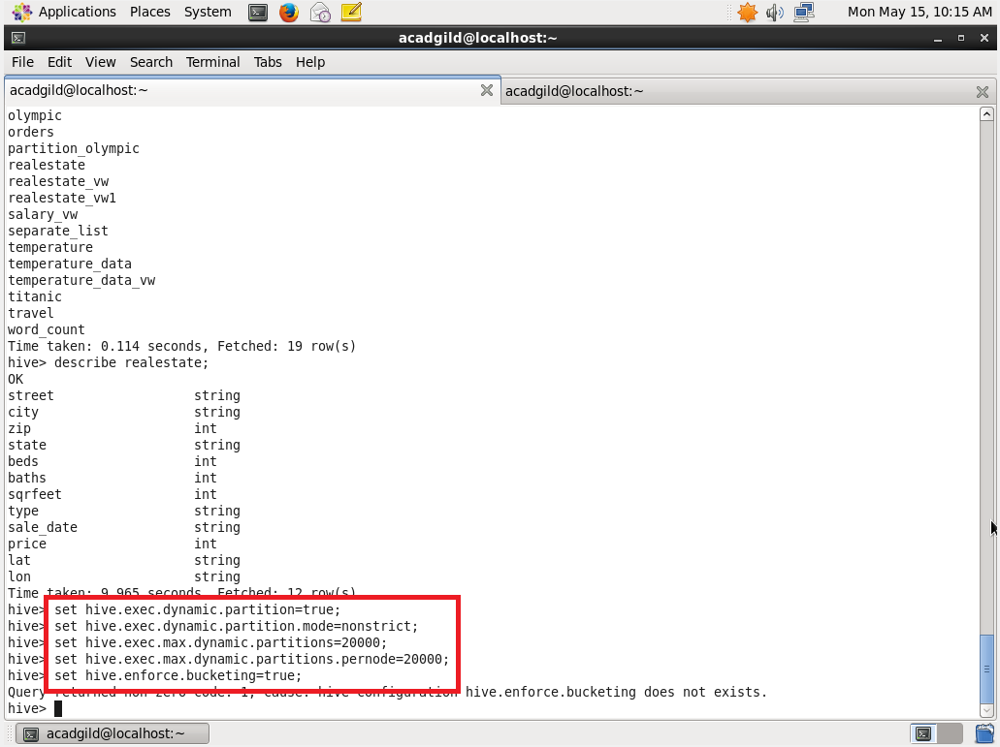 Applications Places System Mon May 15, 10:15 AM
acadgild@localhost:~
File Edit View Search Terminal Tabs Help
acadgild@localhost:~ acadgild@localhost:~
olympic
orders
partition_olympic
realestate
realestate_vw
realestate_vw1
salary_vw
separate_list
temperature
temperature_data
temperature_data_vw
titanic
travel
word_count
Time taken: 0.114 seconds, Fetched: 19 row(s)
hive> describe realestate;
OK
street string
city string
zip int
state string
beds int
baths int
sqrfeet int
type string
sale_date string
price int
lat string
lon string
Time taken: 9.965 seconds, Fetched: 12 row(s)
hive> set hive.exec.dynamic.partition=true;
hive> set hive.exec.dynamic.partition.mode=nonstrict;
hive> set hive.exec.max.dynamic.partitions=20000;
hive> set hive.exec.max.dynamic.partitions.pernode=20000;
hive> set hive.enforce.bucketing=true;
Query returned non-zero code: 1, cause: hive configuration hive.enforce.bucketing does not exists.
hive>
acadgild@localhost:~